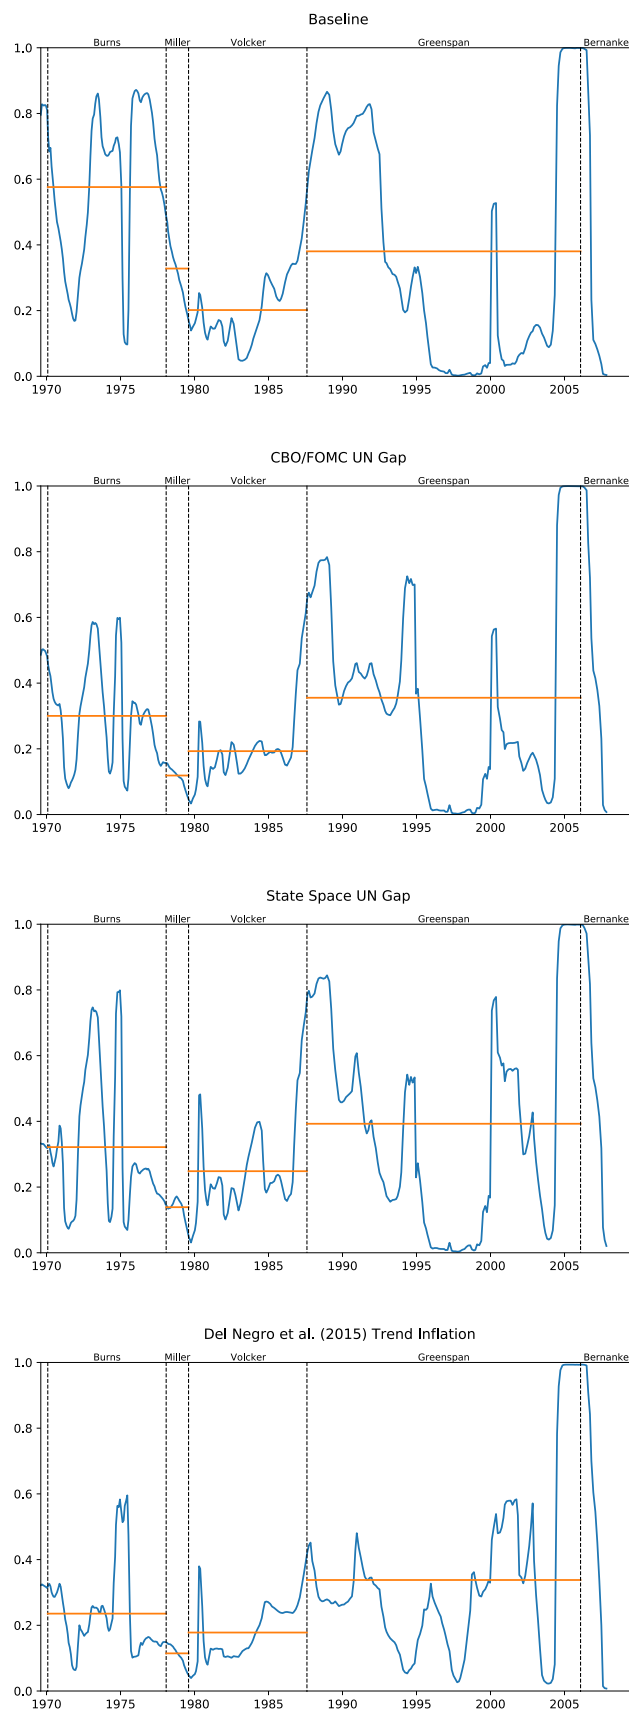 Baseline
Burns Miller Volcker Greenspan Bernanke
1.0
0.8
0.6
0.4
0.2
0.0
1970 1975 1980 1985 1990 1995 2000 2005
CBO/FOMC UN Gap
Burns Miller Volcker Greenspan Bernanke
1.0
0.8
0.6
0.4
0.2
0.0
1970 1975 1980 1985 1990 1995 2000 2005
State Space UN Gap
Burns Miller Volcker Greenspan Bernanke
1.0
0.8
0.6
0.4
0.2
0.0
1970 1975 1980 1985 1990 1995 2000 2005
Del Negro et al. (2015) Trend Inflation
Burns Miller Volcker Greenspan Bernanke
1.0
0.8
0.6
0.4
0.2
0.0
1970 1975 1980 1985 1990 1995 2000 2005